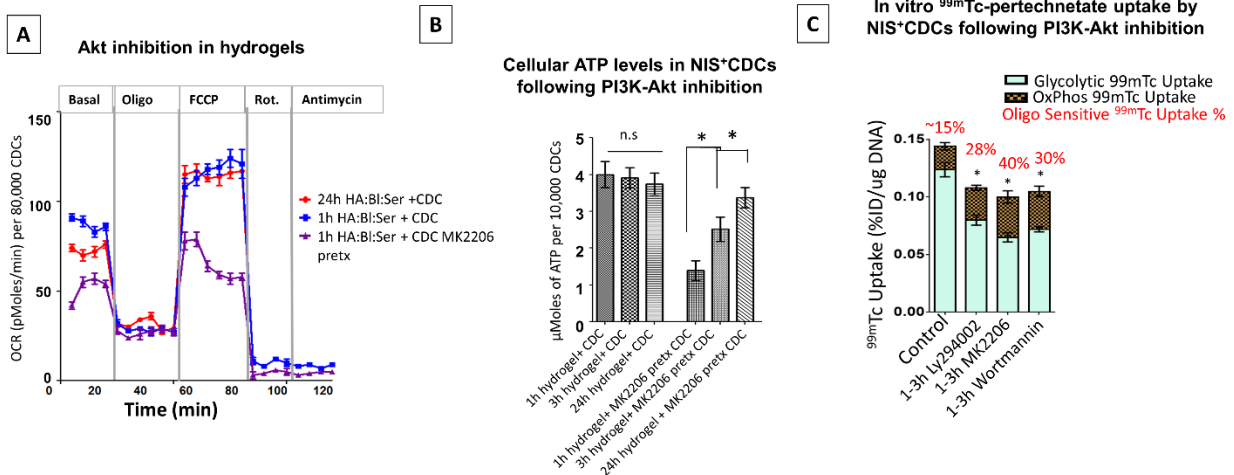 A
Akt inhibition in hydrogels
Basal
Oligo
FCCP
Rot.
Antimycin
150
100
50
0
OCR (pMoles/min) per 80,000 CDCs
20
40
60
80
100
120
Time (min)
24h HA:Bl:Ser +CDC
1h HA:Bl:Ser + CDC
1h HA:Bl:Ser + CDC MK2206
pretx
B
Cellular ATP levels in NIS⁺CDCs
following PI3K-Akt inhibition
n.s
*
*
5
4
3
2
1
0
µMoles of ATP per 10,000 CDCs
1h hydrogel+ CDC
3h hydrogel+ CDC
24h hydrogel+ CDC
1h hydrogel+ MK2206 pretx CDC
3h hydrogel+ MK2206 pretx CDC
24h hydrogel + MK2206 pretx CDC
C
In vitro ⁹⁹ᵐTc-pertechnetate uptake by
NIS⁺CDCs following PI3K-Akt inhibition
Glycolytic 99mTc Uptake
OxPhos 99mTc Uptake
Oligo Sensitive ⁹⁹ᵐTc Uptake %
~15%
28%
40%
30%
*
*
*
0.15
0.10
0.05
0.00
⁹⁹ᵐTc Uptake (%ID/ug DNA)
Control
1-3h Ly294002
1-3h MK2206
1-3h Wortmannin